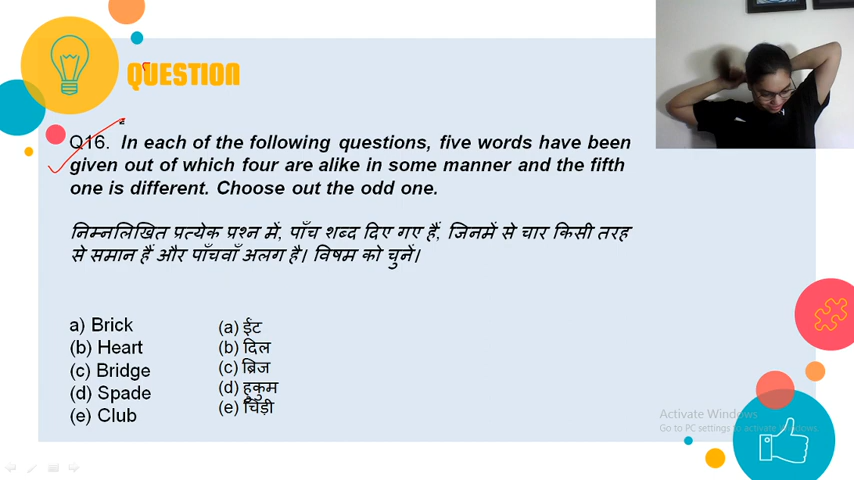 QUESTION
Q16. In each of the following questions, five words have been
given out of which four are alike in some manner and the fifth
one is different. Choose out the odd one.
निम्नलिखित प्रत्येक प्रश्न में, पाँच शब्द दिए गए हैं, जिनमें से चार किसी तरह
से समान हैं और पाँचवाँ अलग है। विषम को चुनें।
a) Brick
(b) Heart
(c) Bridge
(d) Spade
(e) Club
(a) ईंट
(b) दिल
(c) ब्रिज
(d) हुकुम
(e) चिड़ी
Activate Windows
Go to PC settings to activate Windows.